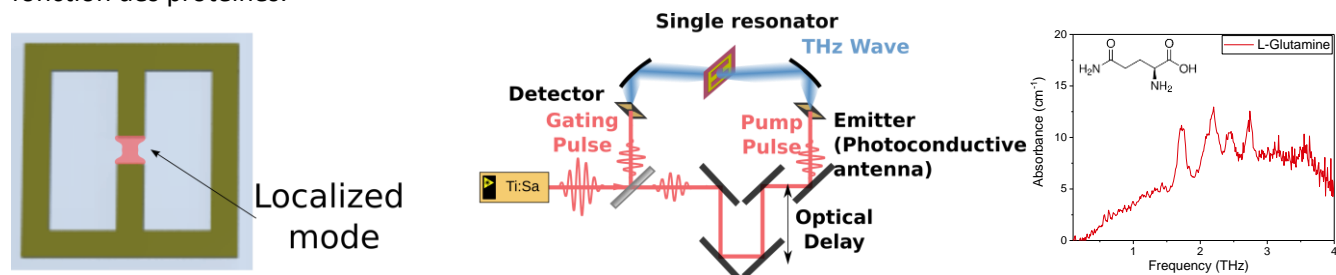 fonction des protéines.
Localized
mode
Single resonator
THz Wave
Detector
Gating
Pulse
Pump
Pulse
Emitter
(Photoconductive
antenna)
Ti:Sa
Optical
Delay
L-Glutamine
O
O
H₂N
OH
NH₂
Absorbance (cm⁻¹)
20
15
10
5
0
1
2
3
4
Frequency (THz)